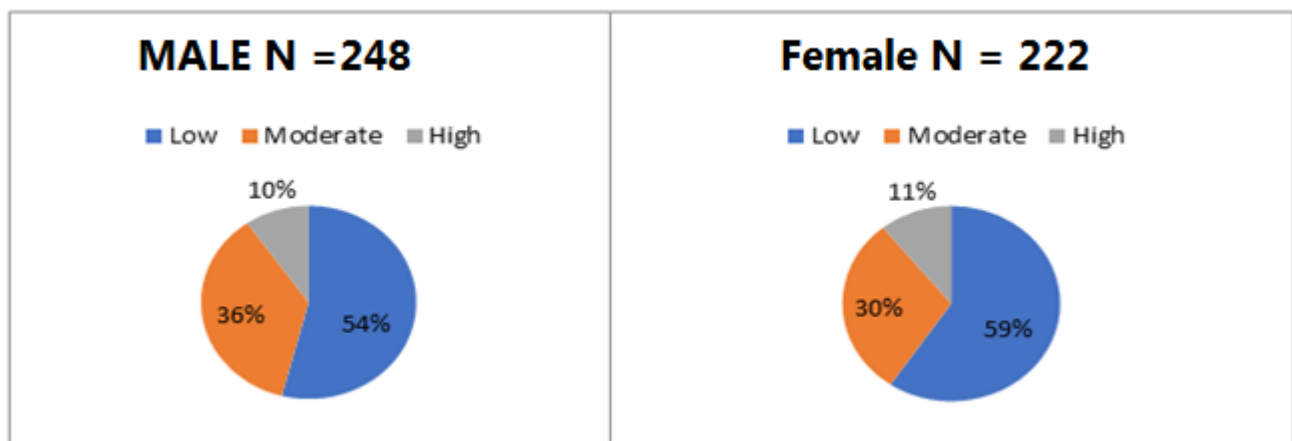 MALE N =248
Low Moderate High
10%
36%
54%
Female N = 222
Low Moderate High
11%
30%
59%